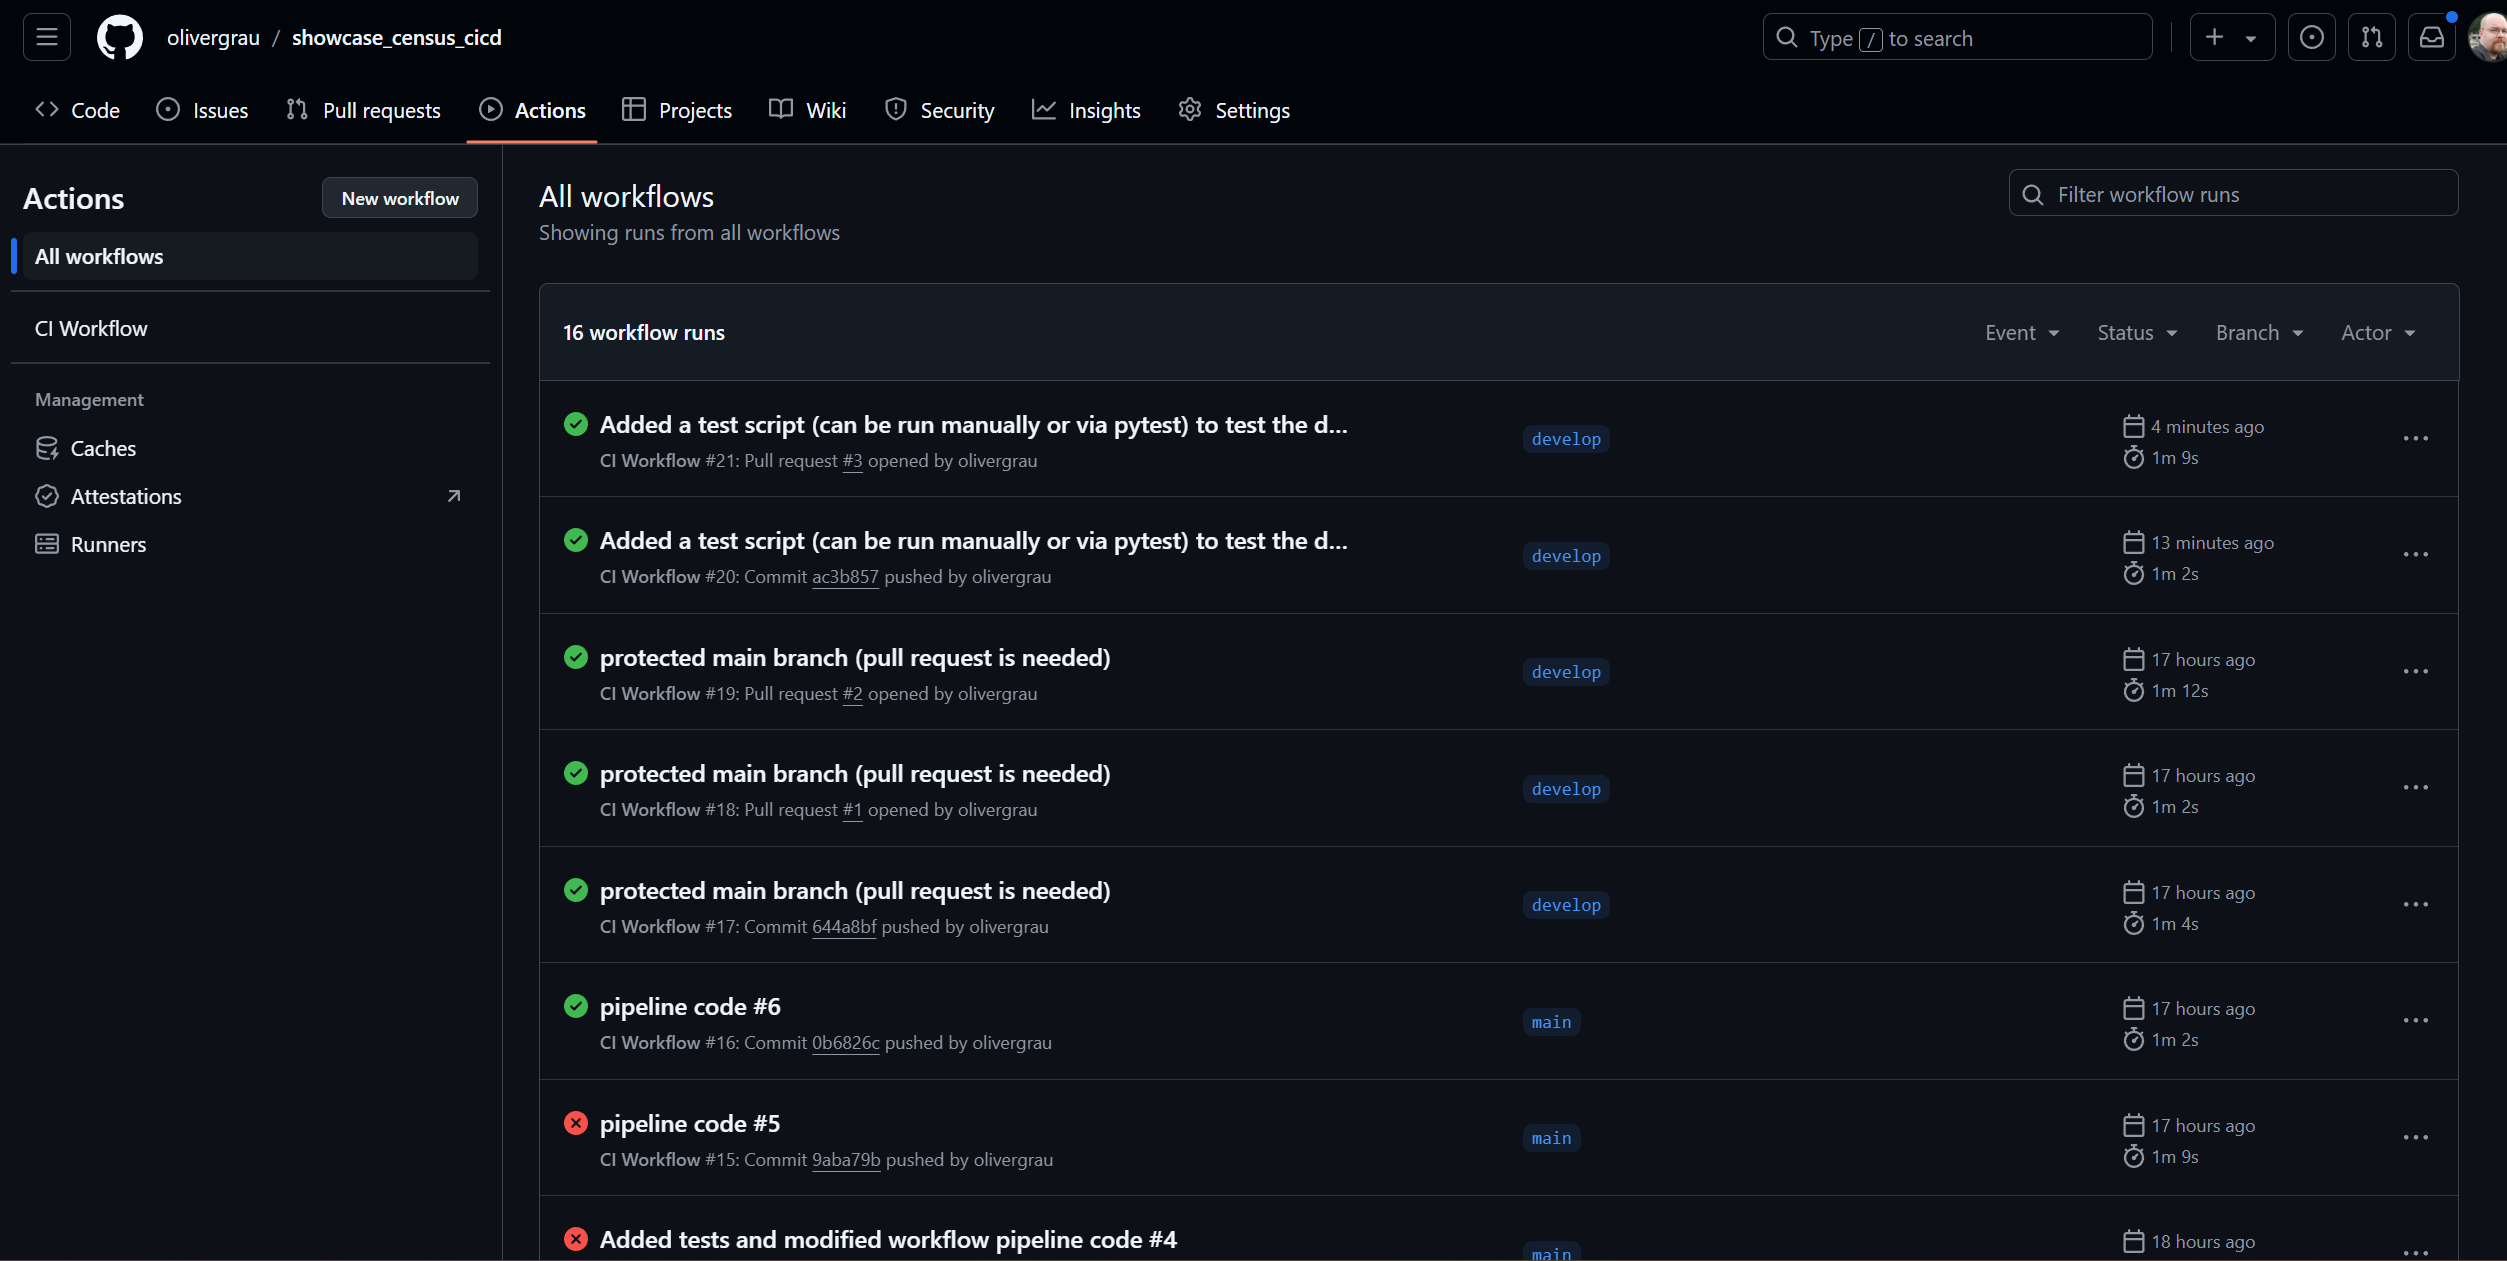 olivergrau / showcase_census_cicd
Type / to search
Code
Issues
Pull requests
Actions
Projects
Wiki
Security
Insights
Settings
Actions
New workflow
All workflows
CI Workflow
Management
Caches
Attestations
Runners
All workflows
Showing runs from all workflows
Filter workflow runs
16 workflow runs
Event
Status
Branch
Actor
Added a test script (can be run manually or via pytest) to test the d...
CI Workflow #21: Pull request #3 opened by olivergrau
develop
4 minutes ago
1m 9s
Added a test script (can be run manually or via pytest) to test the d...
CI Workflow #20: Commit ac3b857 pushed by olivergrau
develop
13 minutes ago
1m 2s
protected main branch (pull request is needed)
CI Workflow #19: Pull request #2 opened by olivergrau
develop
17 hours ago
1m 12s
protected main branch (pull request is needed)
CI Workflow #18: Pull request #1 opened by olivergrau
develop
17 hours ago
1m 2s
protected main branch (pull request is needed)
CI Workflow #17: Commit 644a8bf pushed by olivergrau
develop
17 hours ago
1m 4s
pipeline code #6
CI Workflow #16: Commit 0b6826c pushed by olivergrau
main
17 hours ago
1m 2s
pipeline code #5
CI Workflow #15: Commit 9aba79b pushed by olivergrau
main
17 hours ago
1m 9s
Added tests and modified workflow pipeline code #4
main
18 hours ago